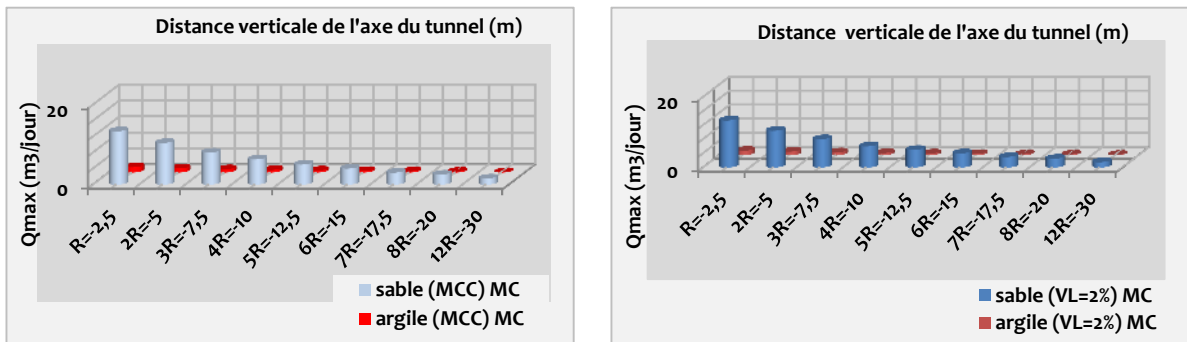 Distance verticale de l'axe du tunnel (m)
Qmax (m3/jour)
20
0
R=-2,5
2R=-5
3R=-7,5
4R=-10
5R=-12,5
6R=-15
7R=-17,5
8R=-20
12R=-30
sable (MCC) MC
argile (MCC) MC
Distance verticale de l'axe du tunnel (m)
Qmax (m3/jour)
20
0
R=-2,5
2R=-5
3R=-7,5
4R=-10
5R=-12,5
6R=-15
7R=-17,5
8R=-20
12R=-30
sable (VL=2%) MC
argile (VL=2%) MC